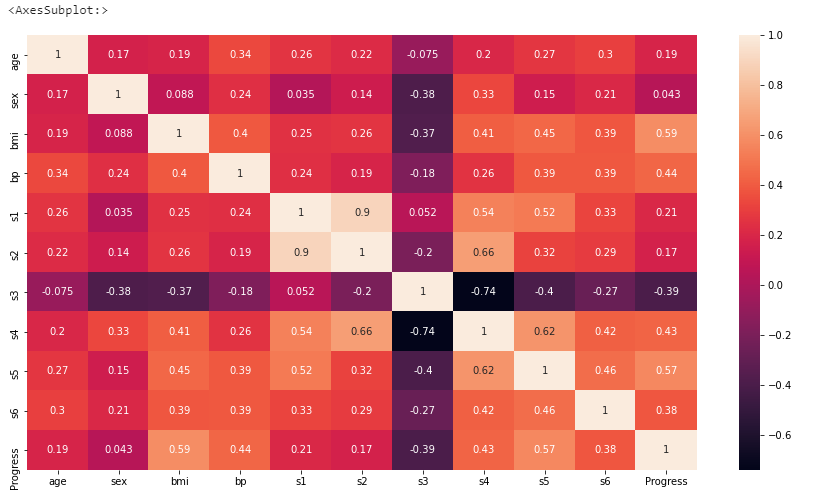 <AxesSubplot:>
age 1 0.17 0.19 0.34 0.26 0.22 -0.075 0.2 0.27 0.3 0.19
sex 0.17 1 0.088 0.24 0.035 0.14 -0.38 0.33 0.15 0.21 0.043
bmi 0.19 0.088 1 0.4 0.25 0.26 -0.37 0.41 0.45 0.39 0.59
bp 0.34 0.24 0.4 1 0.24 0.19 -0.18 0.26 0.39 0.39 0.44
s1 0.26 0.035 0.25 0.24 1 0.9 0.052 0.54 0.52 0.33 0.21
s2 0.22 0.14 0.26 0.19 0.9 1 -0.2 0.66 0.32 0.29 0.17
s3 -0.075 -0.38 -0.37 -0.18 0.052 -0.2 1 -0.74 -0.4 -0.27 -0.39
s4 0.2 0.33 0.41 0.26 0.54 0.66 -0.74 1 0.62 0.42 0.43
s5 0.27 0.15 0.45 0.39 0.52 0.32 -0.4 0.62 1 0.46 0.57
s6 0.3 0.21 0.39 0.39 0.33 0.29 -0.27 0.42 0.46 1 0.38
Progress 0.19 0.043 0.59 0.44 0.21 0.17 -0.39 0.43 0.57 0.38 1
age sex bmi bp s1 s2 s3 s4 s5 s6 Progress
1.0
0.8
0.6
0.4
0.2
0.0
−0.2
−0.4
−0.6